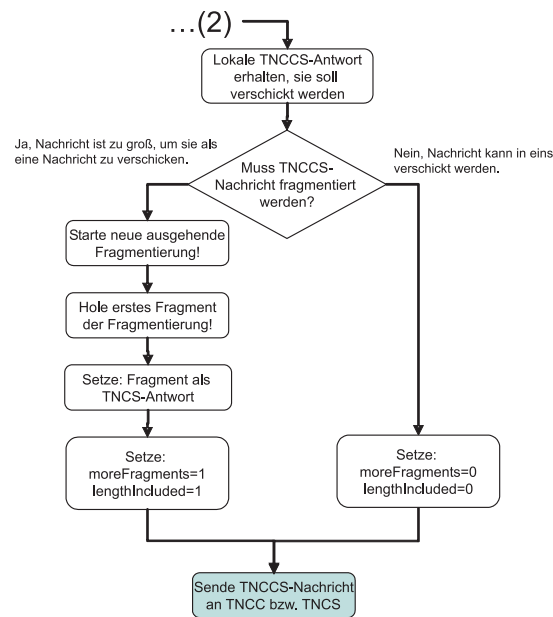 ...(2)
Lokale TNCCS-Antwort
erhalten, sie soll
verschickt werden
Ja, Nachricht ist zu groß, um sie als
eine Nachricht zu verschicken.
Nein, Nachricht kann in eins
verschickt werden.
Muss TNCCS-
Nachricht fragmentiert
werden?
Starte neue ausgehende
Fragmentierung!
Hole erstes Fragment
der Fragmentierung!
Setze: Fragment als
TNCS-Antwort
Setze:
moreFragments=1
lengthIncluded=1
Setze:
moreFragments=0
lengthIncluded=0
Sende TNCCS-Nachricht
an TNCC bzw. TNCS